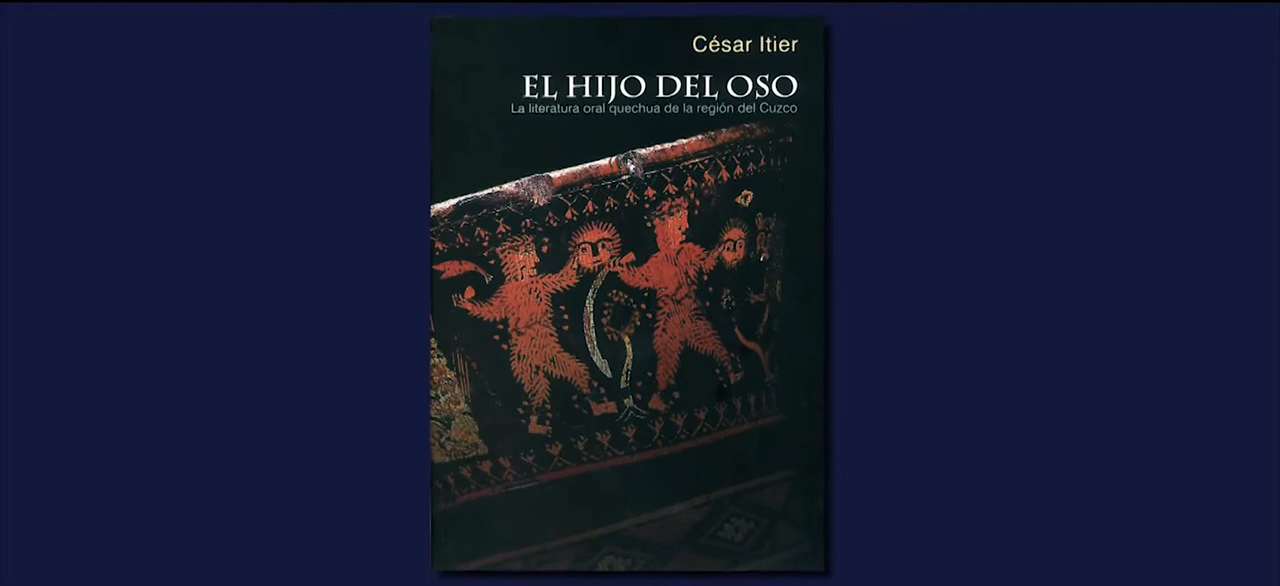 César Itier
EL HIJO DEL OSO
La literatura oral quechua de la región del Cuzco